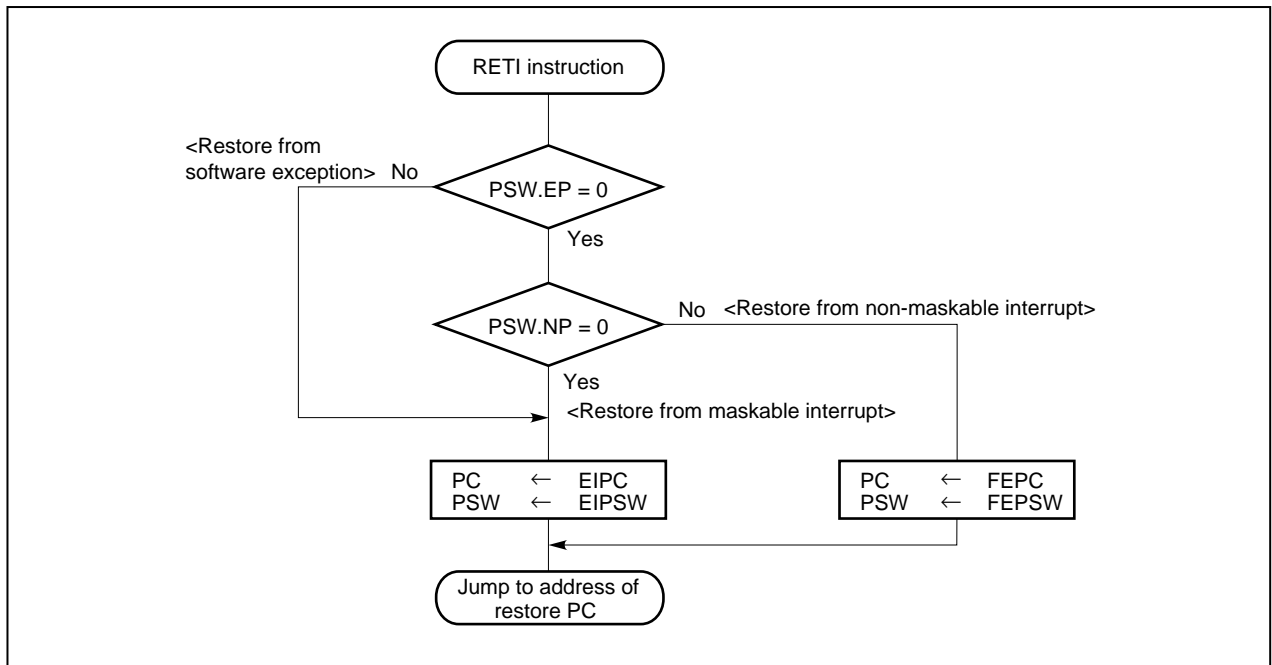 RETI instruction
<Restore from
software exception> No
PSW.EP = 0
Yes
No <Restore from non-maskable interrupt>
PSW.NP = 0
Yes
<Restore from maskable interrupt>
PC ← EIPC
PSW ← EIPSW
PC ← FEPC
PSW ← FEPSW
Jump to address of
restore PC